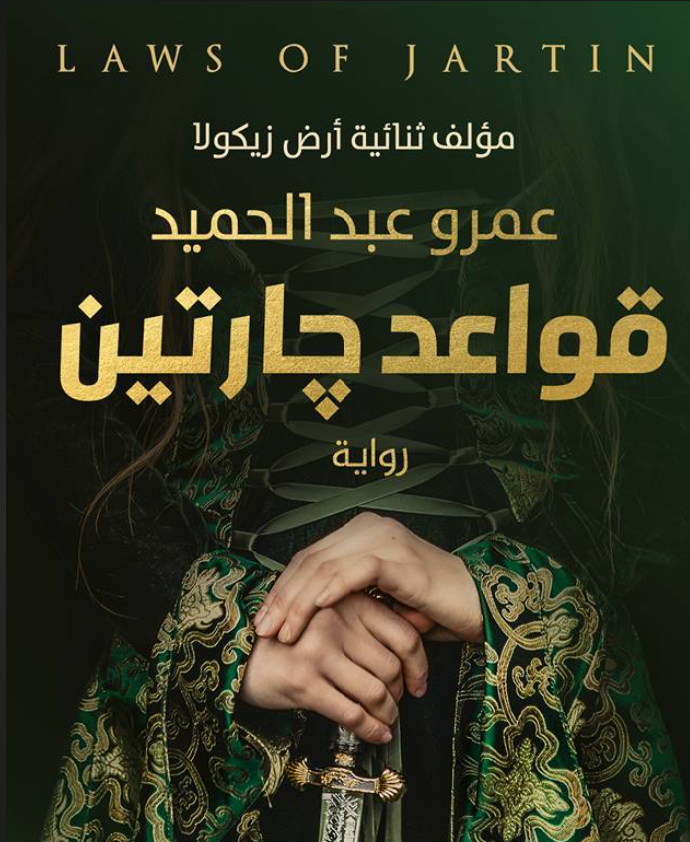 LAWS OF JARTIN
مؤلف ثنائية أرض زيكولا
عمرو عبد الحميد
قواعد چارتين
رواية